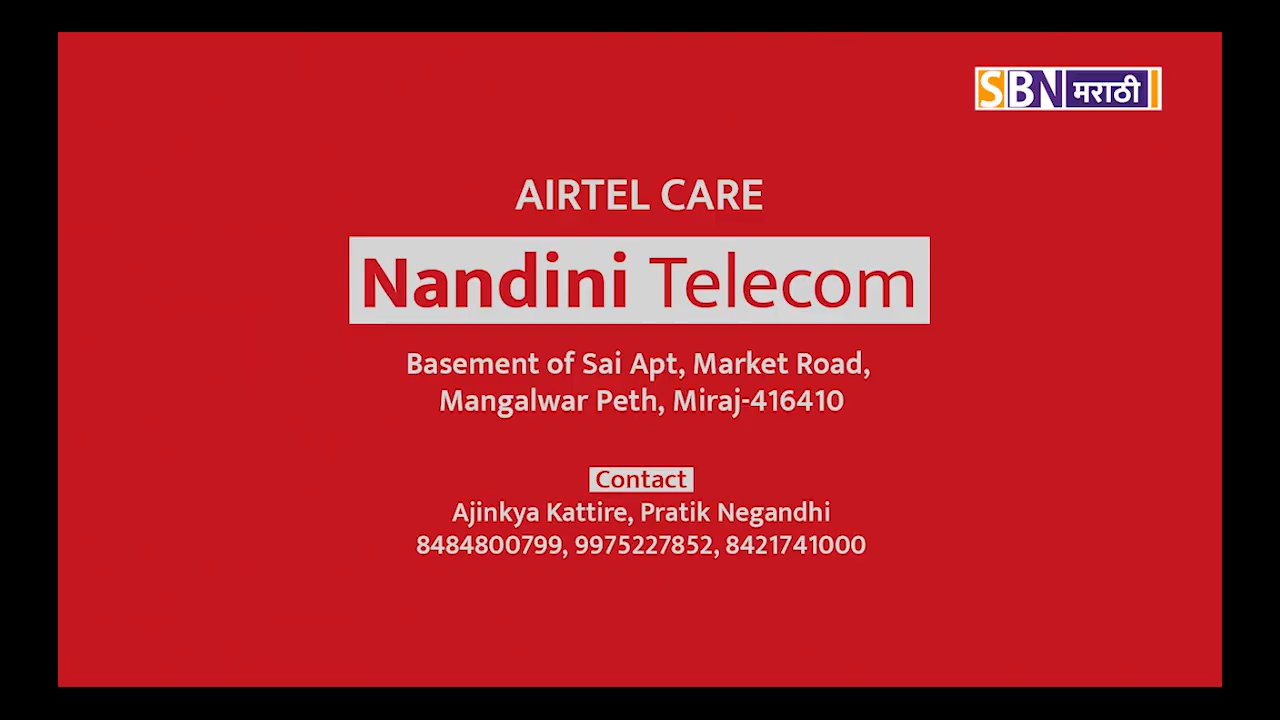 SBN मराठी
AIRTEL CARE
Nandini Telecom
Basement of Sai Apt, Market Road,
Mangalwar Peth, Miraj-416410
Contact
Ajinkya Kattire, Pratik Negandhi
8484800799, 9975227852, 8421741000